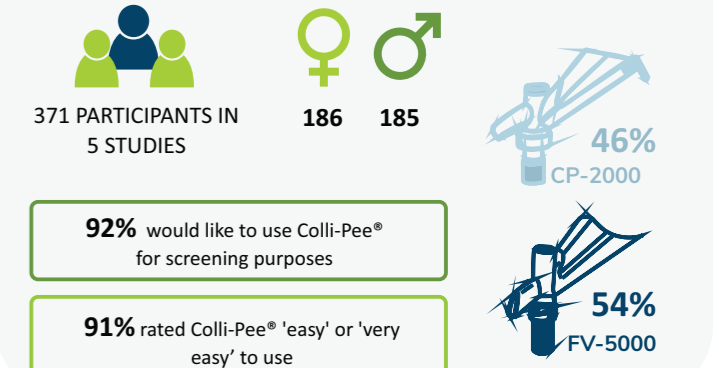 371 PARTICIPANTS IN
5 STUDIES
186
185
46%
CP-2000
92% would like to use Colli-Pee®
for screening purposes
91% rated Colli-Pee® 'easy' or 'very
easy’ to use
54%
FV-5000